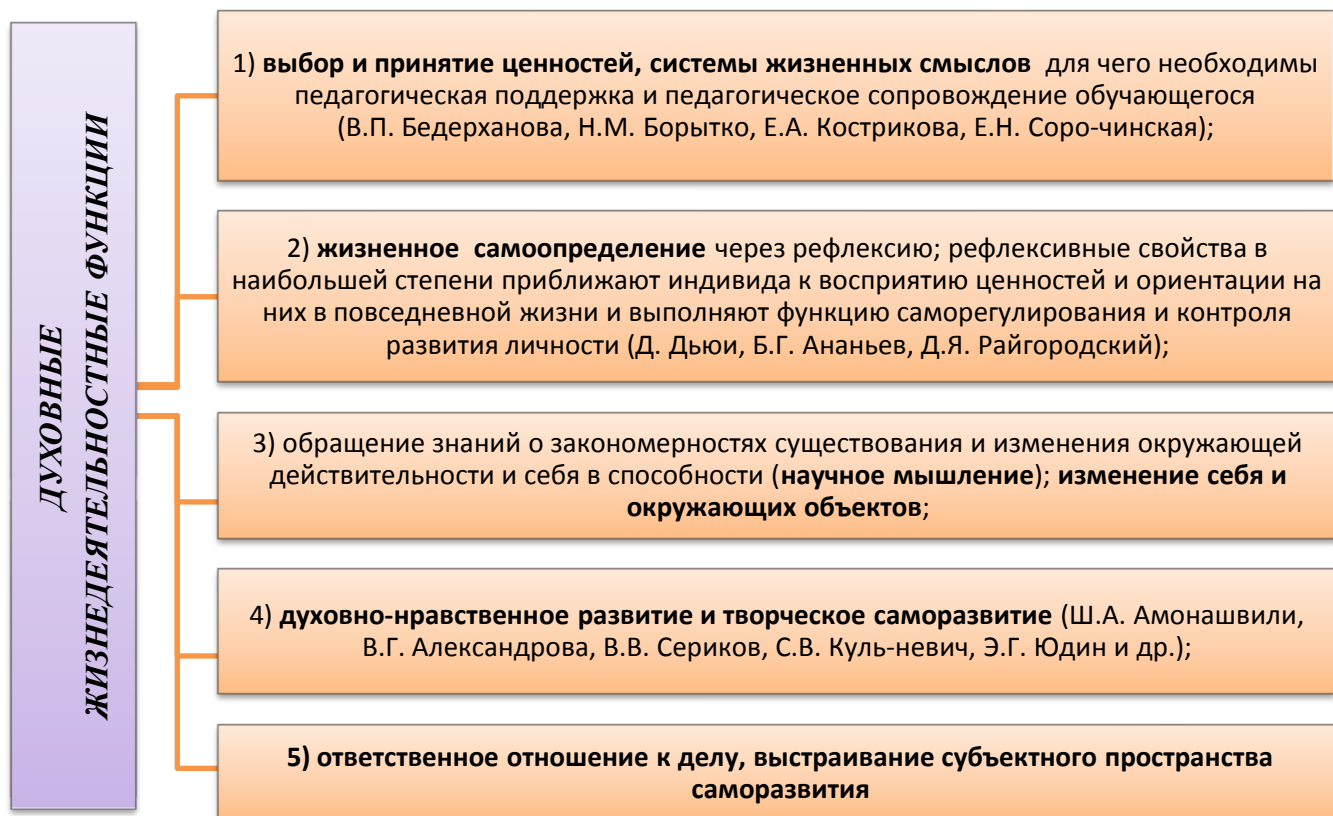 ДУХОВНЫЕ
ЖИЗНЕДЕЯТЕЛЬНОСТНЫЕ ФУНКЦИИ
1) выбор и принятие ценностей, системы жизненных смыслов для чего необходимы
педагогическая поддержка и педагогическое сопровождение обучающегося
(В.П. Бедерханова, Н.М. Борытко, Е.А. Кострикова, Е.Н. Соро-чинская);
2) жизненное самоопределение через рефлексию; рефлексивные свойства в
наибольшей степени приближают индивида к восприятию ценностей и ориентации на
них в повседневной жизни и выполняют функцию саморегулирования и контроля
развития личности (Д. Дьюи, Б.Г. Ананьев, Д.Я. Райгородский);
3) обращение знаний о закономерностях существования и изменения окружающей
действительности и себя в способности (научное мышление); изменение себя и
окружающих объектов;
4) духовно-нравственное развитие и творческое саморазвитие (Ш.А. Амонашвили,
В.Г. Александрова, В.В. Сериков, С.В. Куль-невич, Э.Г. Юдин и др.);
5) ответственное отношение к делу, выстраивание субъектного пространства
саморазвития